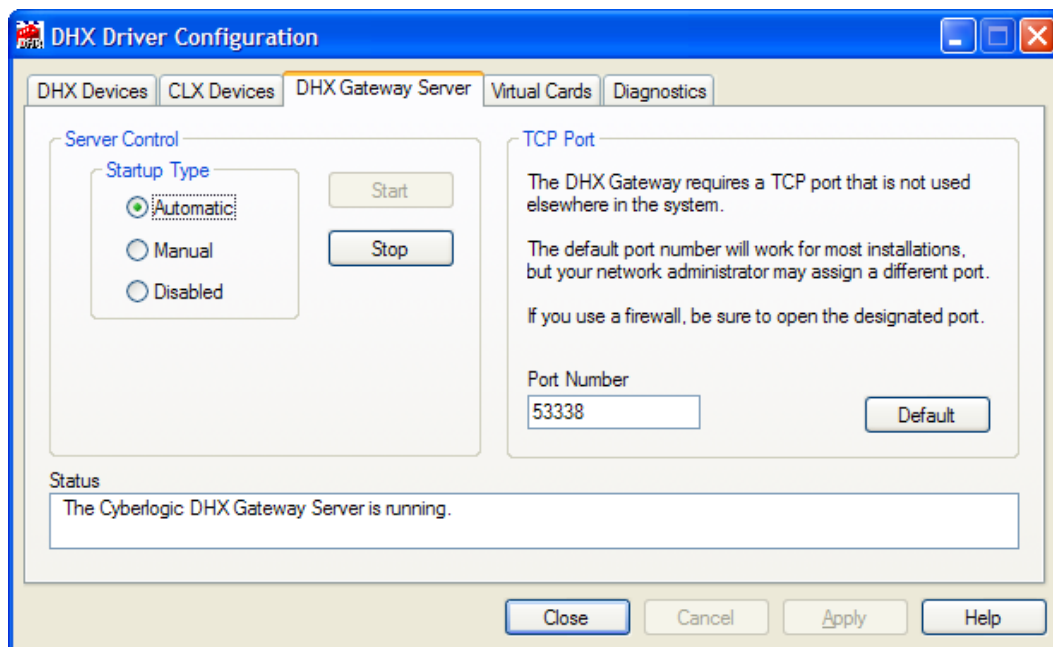 DHX Driver Configuration
DHX Devices CLX Devices DHX Gateway Server Virtual Cards Diagnostics
Server Control
Startup Type
Automatic
Manual
Disabled
Start
Stop
TCP Port
The DHX Gateway requires a TCP port that is not used
elsewhere in the system.
The default port number will work for most installations,
but your network administrator may assign a different port.
If you use a firewall, be sure to open the designated port.
Port Number
53338
Default
Status
The Cyberlogic DHX Gateway Server is running.
Close Cancel Apply Help